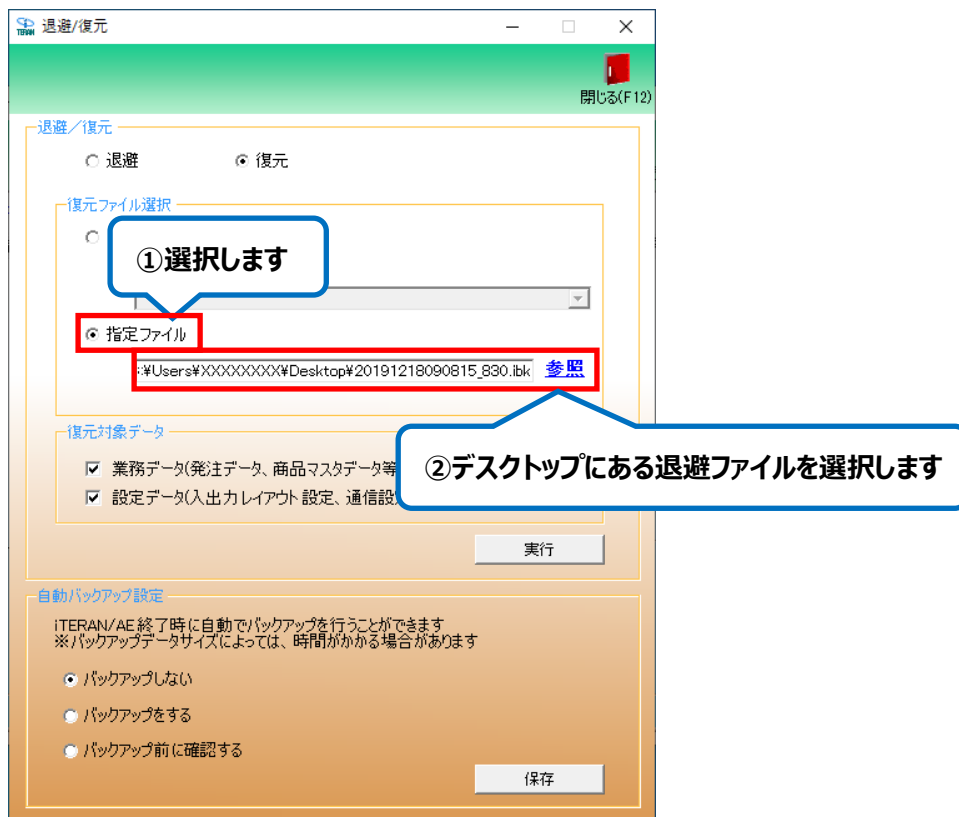 TERAN 退避/復元
閉じる(F12)
退避／復元
退避 復元
復元ファイル選択
①選択します
指定ファイル
:¥Users¥XXXXXXXX¥Desktop¥20191218090815_830.ibk 参照
復元対象データ
業務データ(発注データ、商品マスタデータ等
②デスクトップにある退避ファイルを選択します
設定データ(入出力レイアウト設定、通信設
実行
自動バックアップ設定
iTERAN/AE終了時に自動でバックアップを行うことができます
※バックアップデータサイズによっては、時間がかかる場合があります
バックアップしない
バックアップをする
バックアップ前に確認する
保存